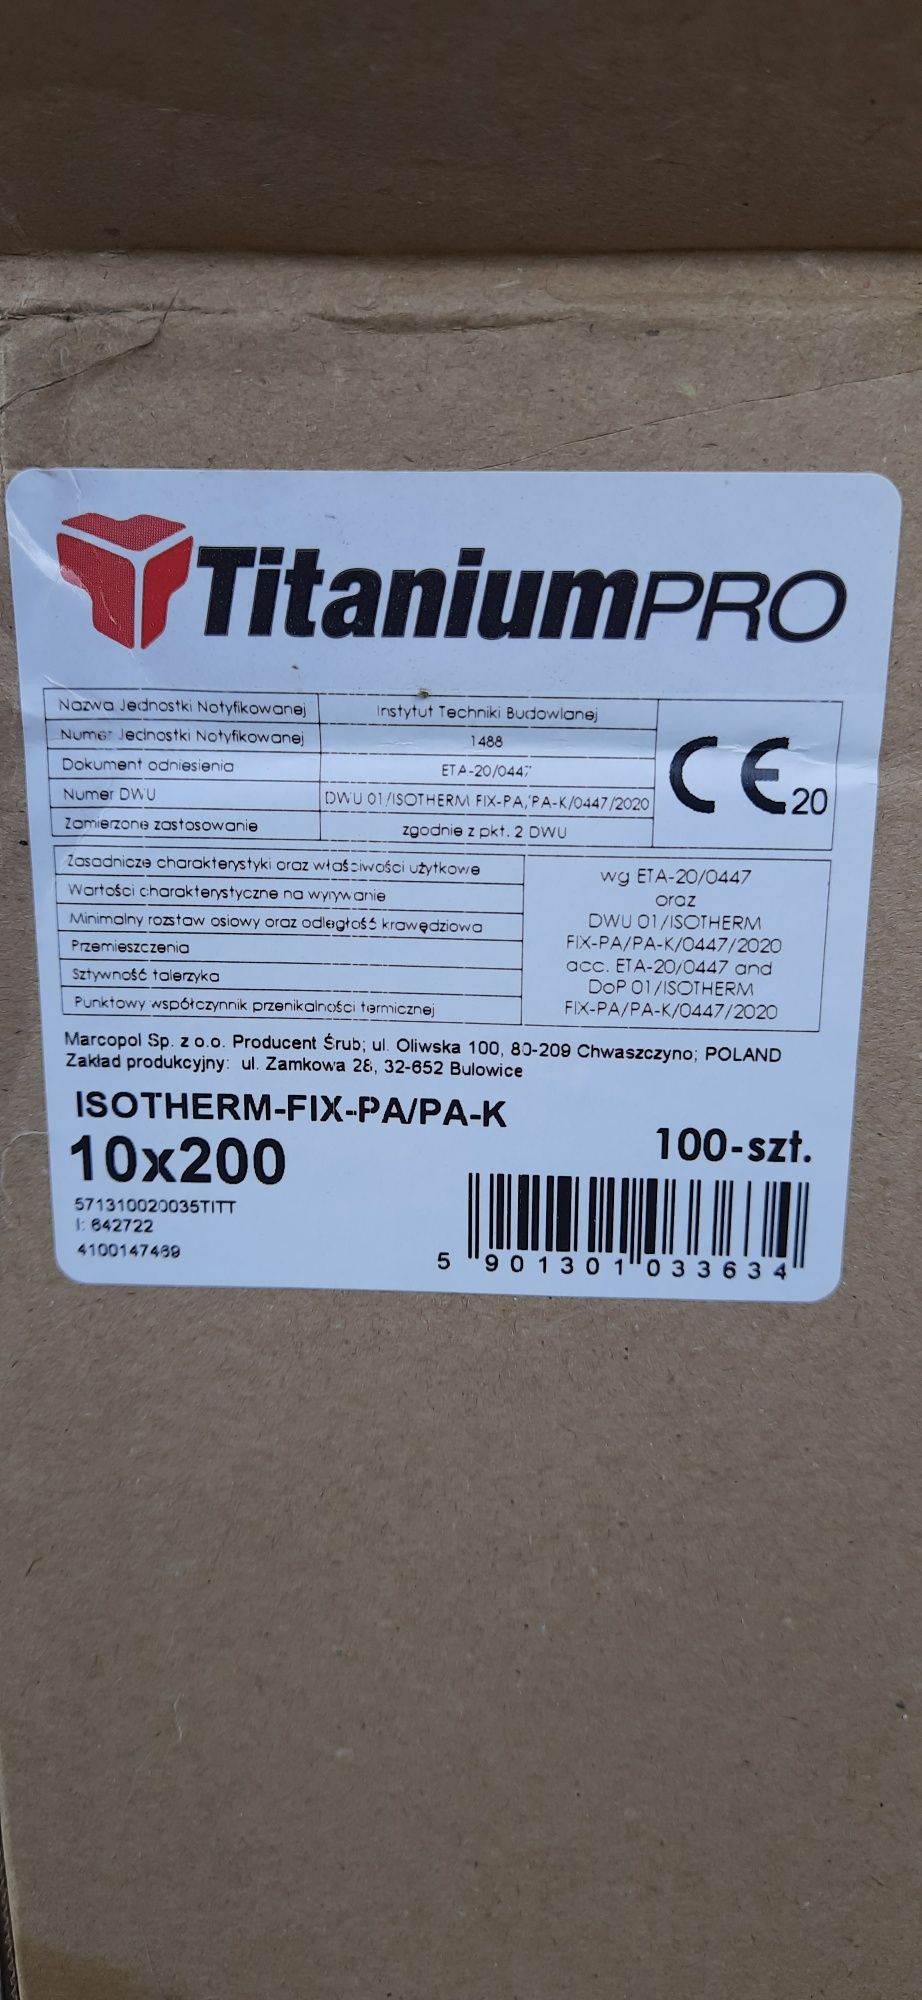 TitaniumPRO
Nazwa Jednostki Notyfikowanej Instytut Techniki Budowlanej
Numer Jednostki Notyfikowanej 1488
Dokument odniesienia ETA-20/0447
Numer DWU DWU 01/ISOTHERM FIX-PA/PA-K/0447/2020
Zamierzone zastosowanie zgodnie z pkt. 2 DWU
CE 20
Zasadnicze charakterystyki oraz właściwości użytkowe
Wartości charakterystyczne na wyrywanie
Minimalny rozstaw osiowy oraz odległość krawędziowa
Przemieszczenia
Sztywność talerzyka
Punktowy współczynnik przenikalności termicznej
wg ETA-20/0447
oraz
DWU 01/ISOTHERM
FIX-PA/PA-K/0447/2020
acc. ETA-20/0447 and
DoP 01/ISOTHERM
FIX-PA/PA-K/0447/2020
Marcopol Sp. z o.o. Producent Śrub; ul. Oliwska 100, 80-209 Chwaszczyno; POLAND
Zakład produkcyjny: ul. Zamkowa 28, 32-652 Bulowice
ISOTHERM-FIX-PA/PA-K
10x200
100-szt.
571310020035TITT
I: 642722
4100147469
5 901301 033634